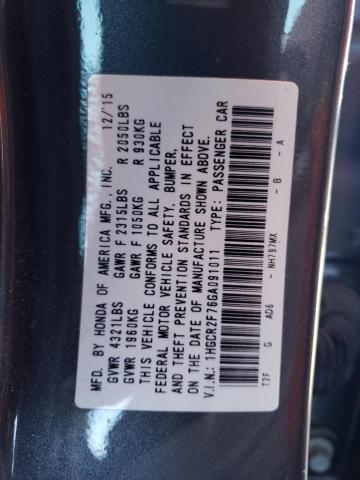 MFD. BY HONDA OF AMERICA MFG., INC. 12/15
GVWR 4321LBS GAWR F 2315LBS R 2050LBS
GVWR 1960KG GAWR F 1050KG R 930KG
THIS VEHICLE CONFORMS TO ALL APPLICABLE
FEDERAL MOTOR VEHICLE SAFETY, BUMPER,
AND THEFT PREVENTION STANDARDS IN EFFECT
ON THE DATE OF MANUFACTURE SHOWN ABOVE.
V.I.N.: 1HGCR2F76GA091011 TYPE: PASSENGER CAR
T2F G AD6 NH797MX - B - A